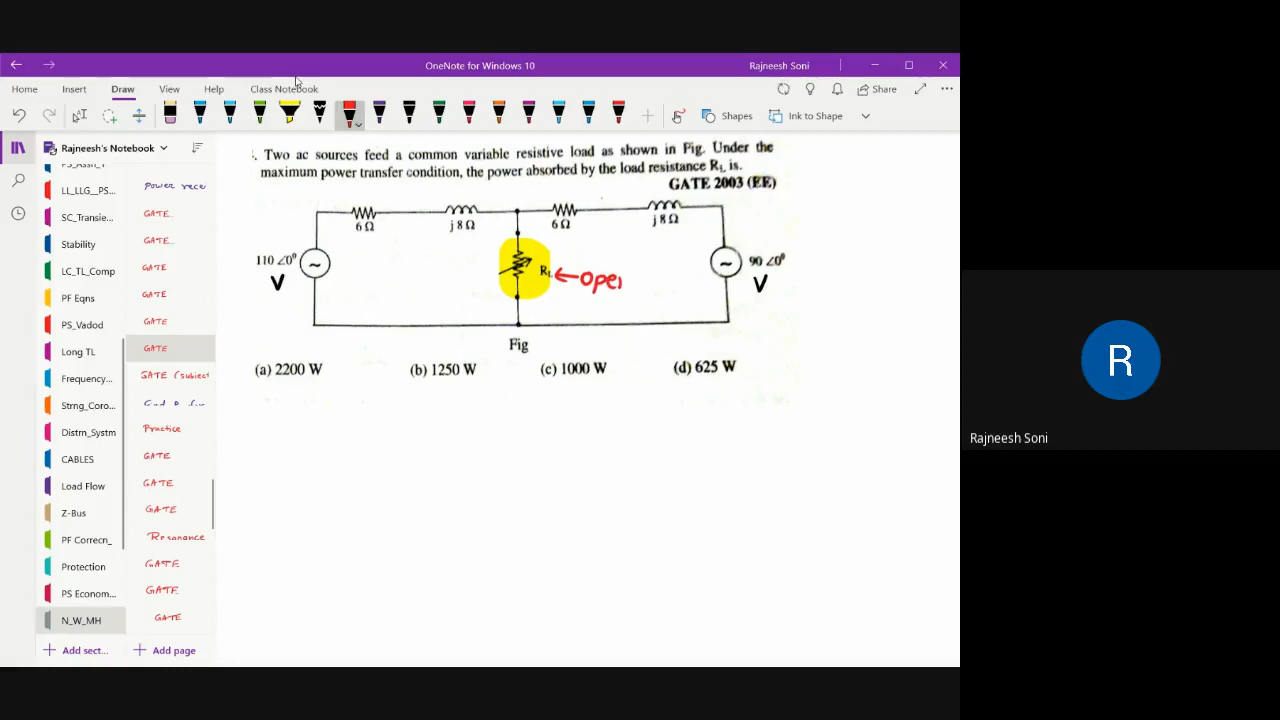 OneNote for Windows 10
Rajneesh Soni
Home Insert Draw View Help Class Notebook
Share
Shapes
Ink to Shape
Rajneesh's Notebook
PS_Assn_1
LL_LLG_PS...
SC_Transie...
Stability
LC_TL_Comp
PF Eqns
PS_Vadod
Long TL
Frequency...
Strng_Coro...
Distrn_Systm
CABLES
Load Flow
Z-Bus
PF Correcn_
Protection
PS Econom...
N_W_MH
Add sect...
Power rece
GATE
GATE
GATE
GATE
GATE
GATE
GATE (subject
Practice
GATE
GATE
GATE
Resonance
GATE
GATE
GATE
Add page
Two ac sources feed a common variable resistive load as shown in Fig. Under the
maximum power transfer condition, the power absorbed by the load resistance RL is.
GATE 2003 (EE)
6 Ω
j 8 Ω
6 Ω
j 8 Ω
110 ∠0°
V
RL
←open
90 ∠0°
V
Fig
(a) 2200 W (b) 1250 W (c) 1000 W (d) 625 W
R
Rajneesh Soni